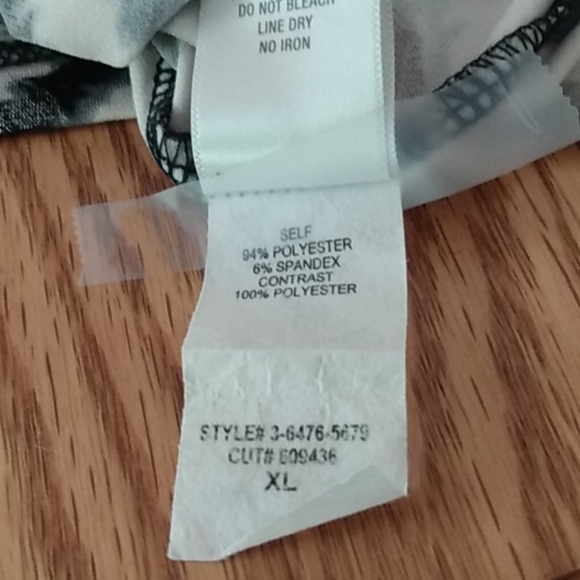 DO NOT BLEACH
LINE DRY
NO IRON
SELF
94% POLYESTER
6% SPANDEX
CONTRAST
100% POLYESTER
STYLE# 3-6476-5679
CUT# 609436
XL